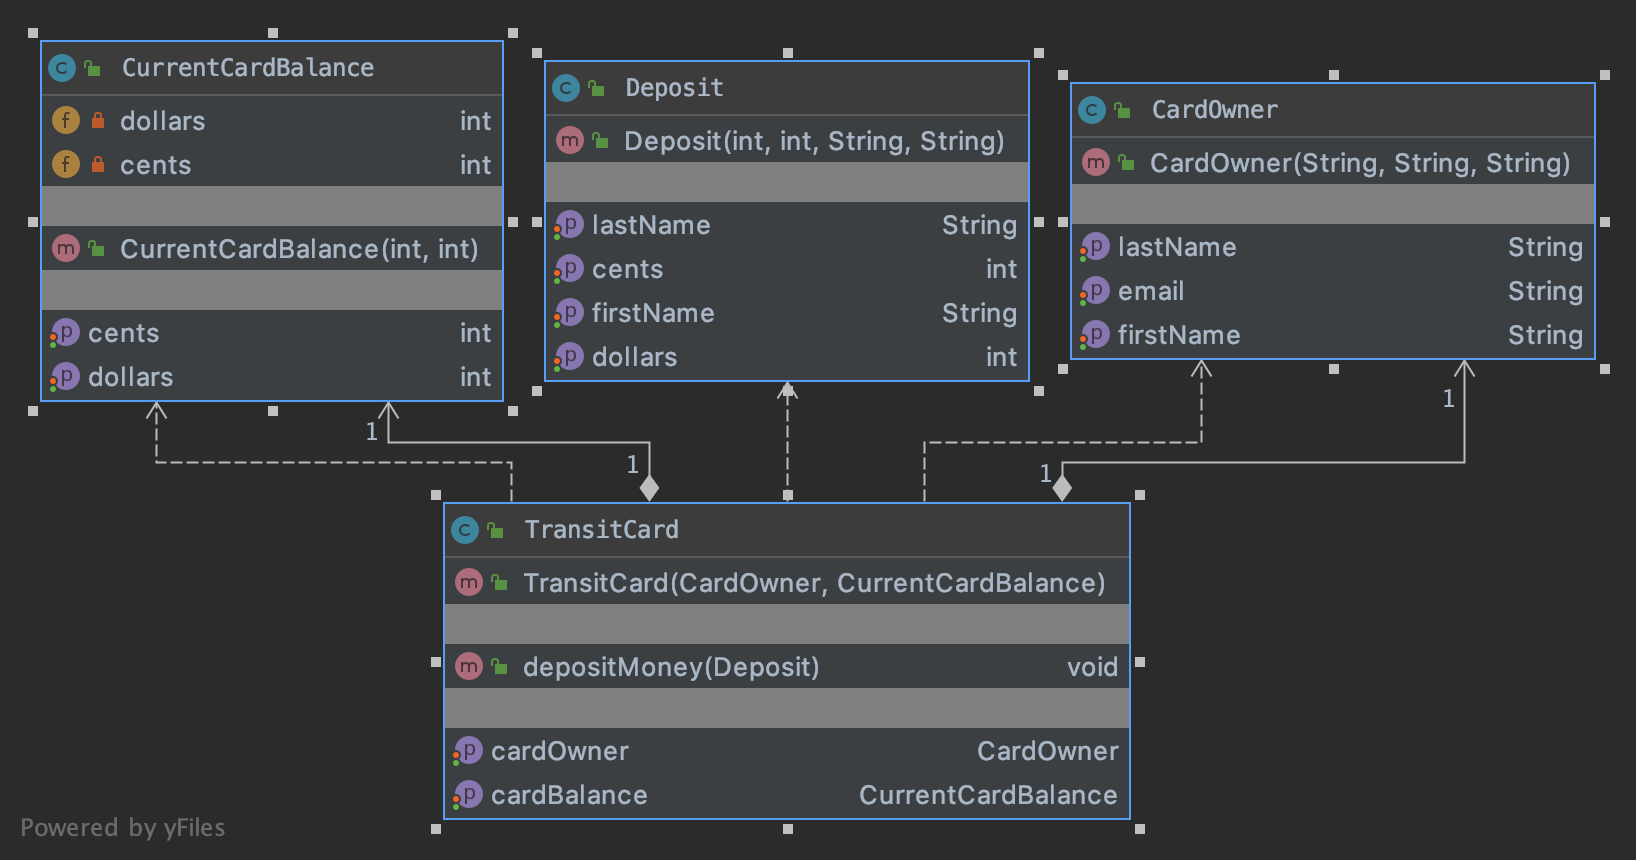 CurrentCardBalance
dollars int
cents int
CurrentCardBalance(int, int)
cents int
dollars int
Deposit
Deposit(int, int, String, String)
lastName String
cents int
firstName String
dollars int
CardOwner
CardOwner(String, String, String)
lastName String
email String
firstName String
1
1
1
1
TransitCard
TransitCard(CardOwner, CurrentCardBalance)
depositMoney(Deposit) void
cardOwner CardOwner
cardBalance CurrentCardBalance
Powered by yFiles